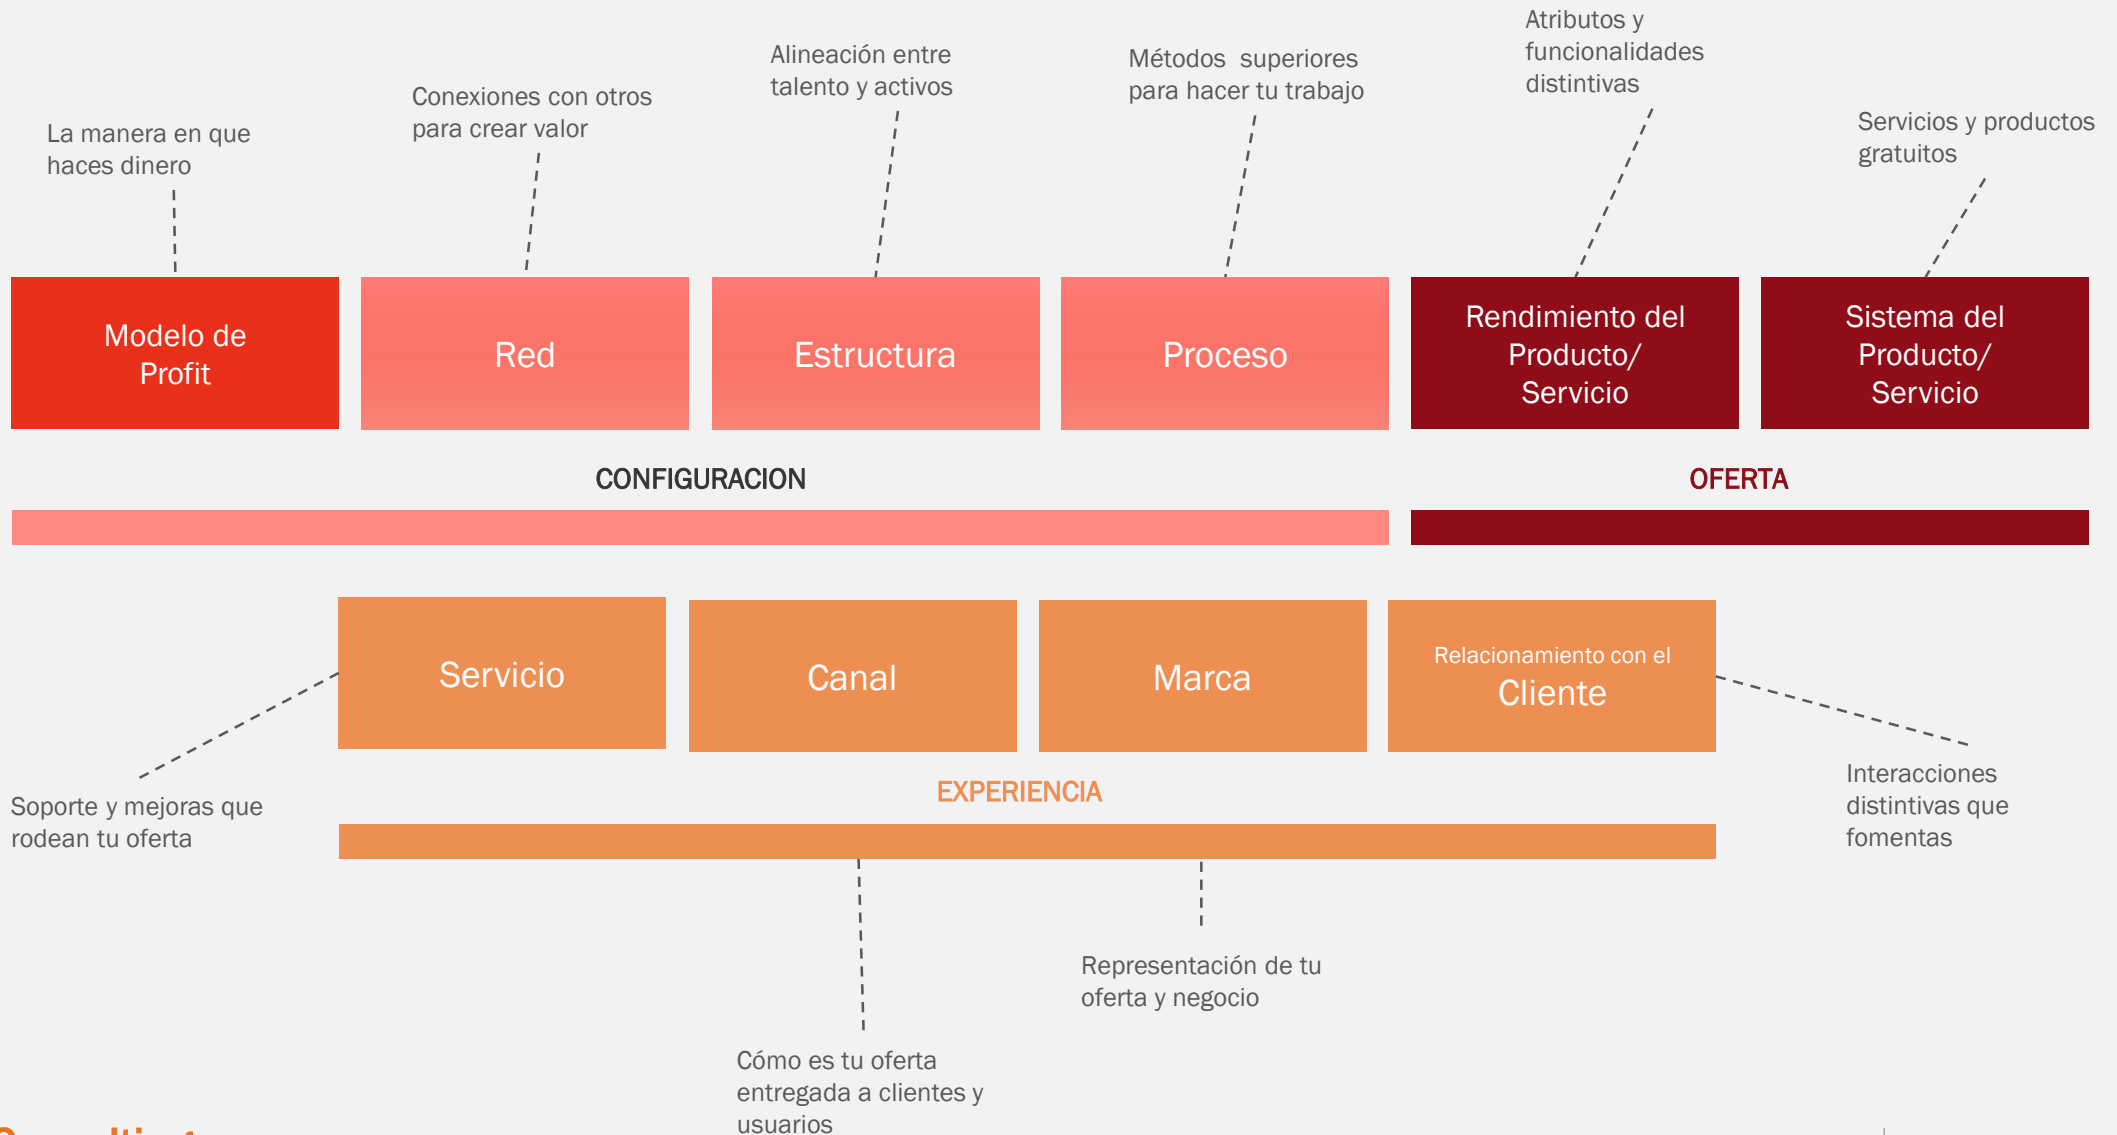 La manera en que
haces dinero
Conexiones con otros
para crear valor
Alineación entre
talento y activos
Métodos superiores
para hacer tu trabajo
Atributos y
funcionalidades
distintivas
Servicios y productos
gratuitos
Modelo de
Profit
Red
Estructura
Proceso
Rendimiento del
Producto/
Servicio
Sistema del
Producto/
Servicio
CONFIGURACION
OFERTA
Servicio
Canal
Marca
Relacionamiento con el
Cliente
EXPERIENCIA
Soporte y mejoras que
rodean tu oferta
Interacciones
distintivas que
fomentas
Representación de tu
oferta y negocio
Cómo es tu oferta
entregada a clientes y
usuarios